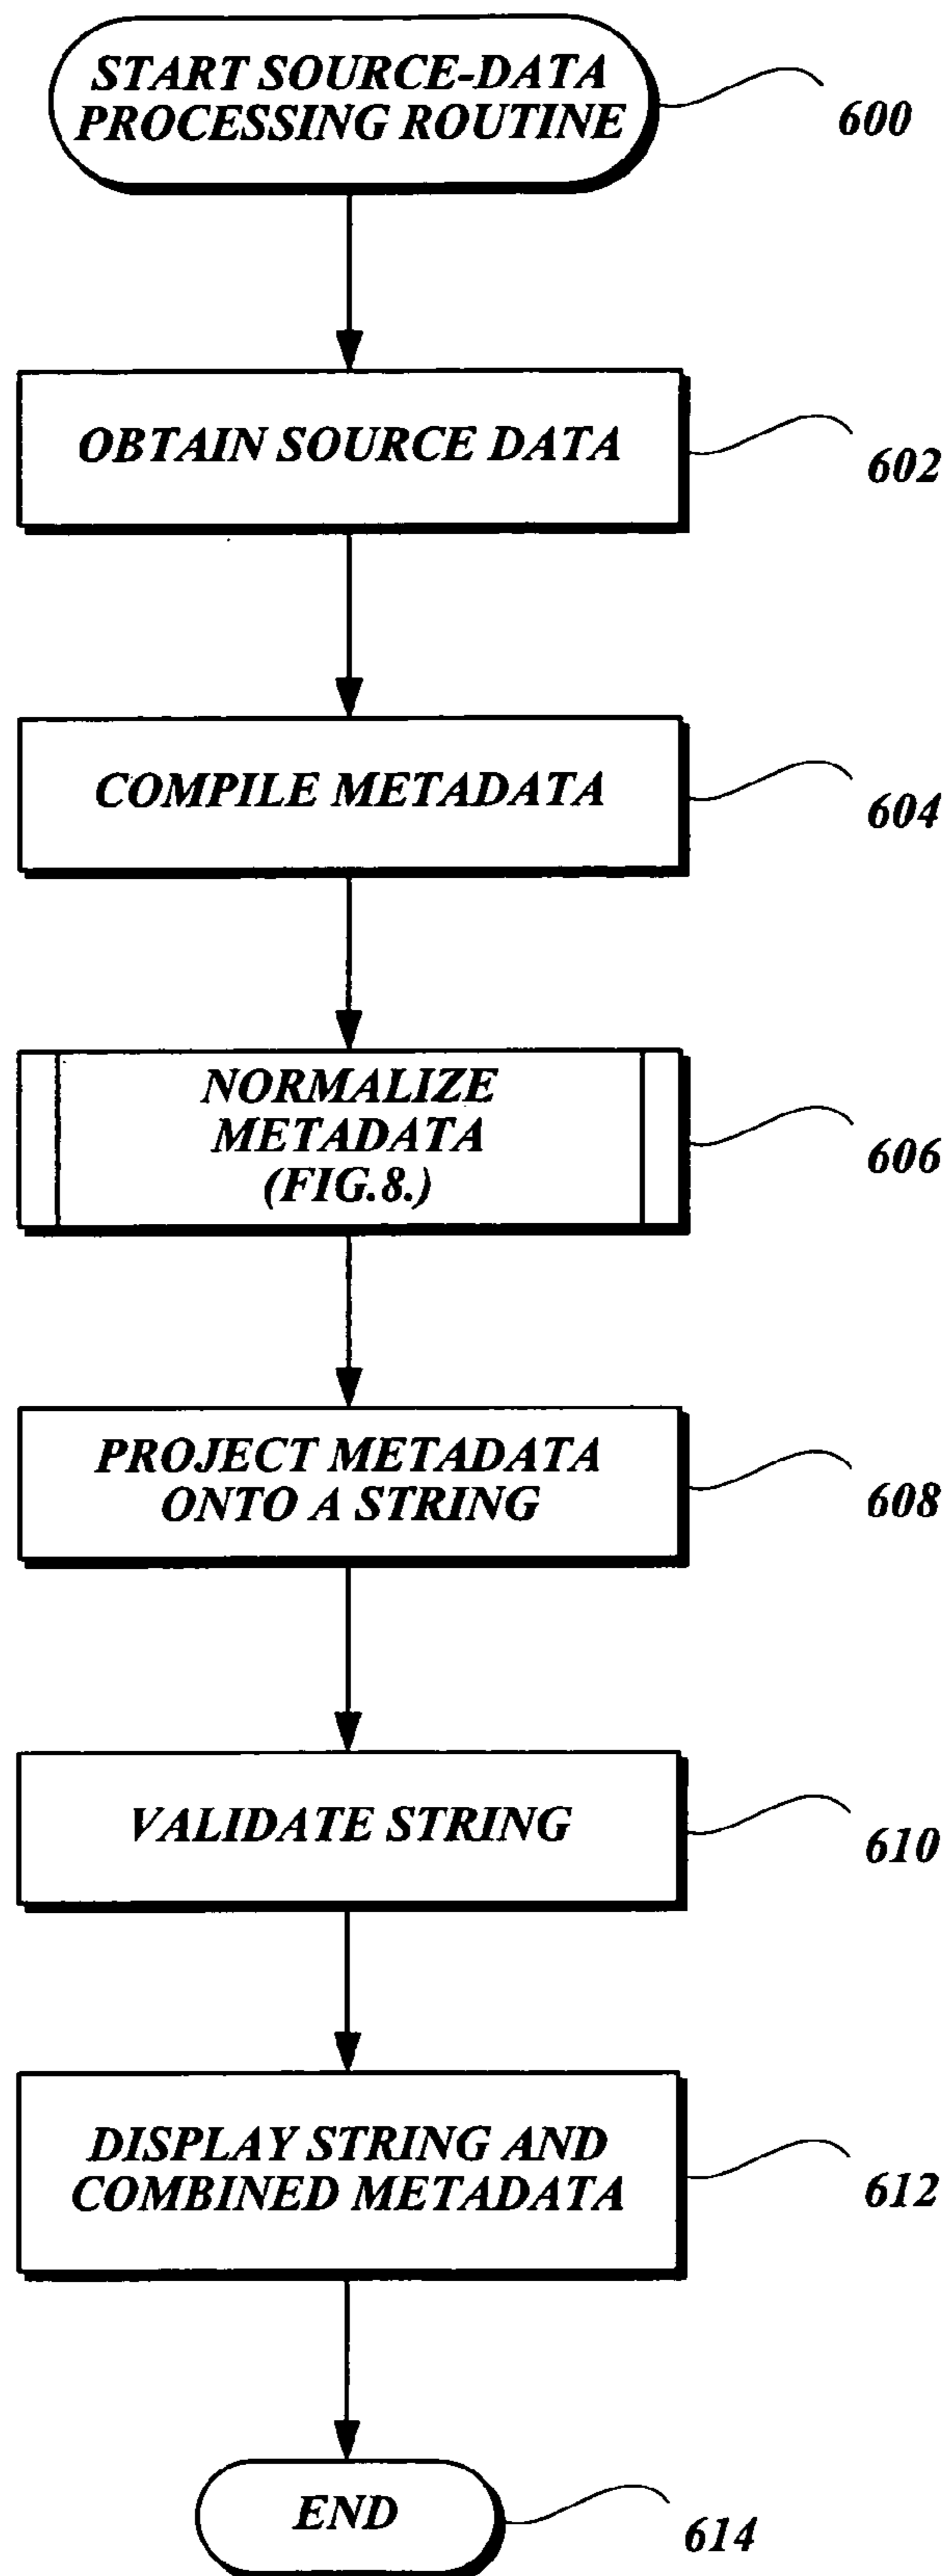 START SOURCE-DATA
PROCESSING ROUTINE
600
OBTAIN SOURCE DATA
602
COMPILE METADATA
604
NORMALIZE
METADATA
(FIG.8.)
606
PROJECT METADATA
ONTO A STRING
608
VALIDATE STRING
610
DISPLAY STRING AND
COMBINED METADATA
612
END
614